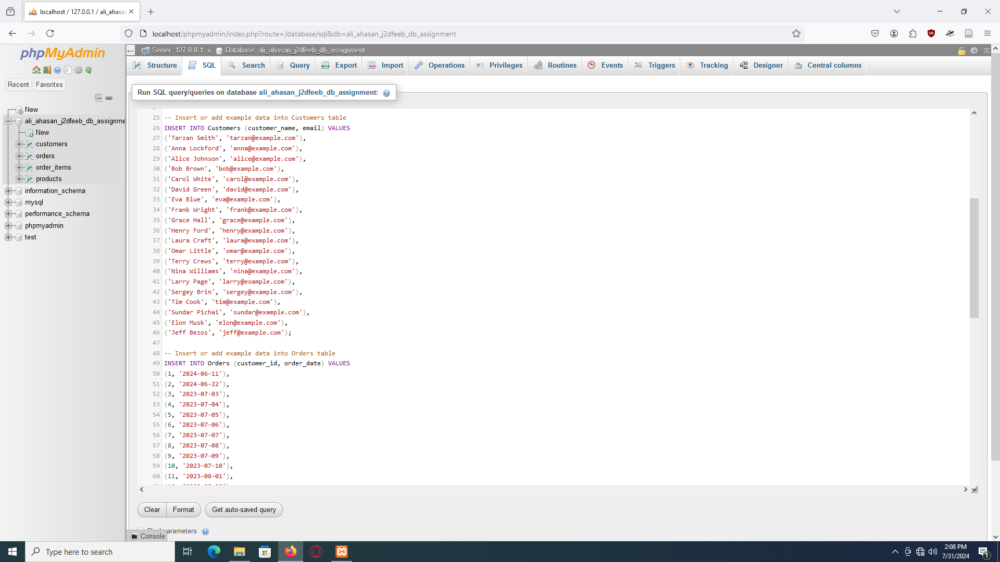 localhost / 127.0.0.1 / ali_ahasan
localhost/phpmyadmin/index.php?route=/database/sql&db=ali_ahasan_j2dfeeb_db_assignment
phpMyAdmin
Recent Favorites
New
ali_ahasan_j2dfeeb_db_assignme
New
customers
orders
order_items
products
information_schema
mysql
performance_schema
phpmyadmin
test
Server: 127.0.0.1 » Database: ali_ahasan_j2dfeeb_db_assignment
Structure SQL Search Query Export Import Operations Privileges Routines Events Triggers Tracking Designer Central columns
Run SQL query/queries on database ali_ahasan_j2dfeeb_db_assignment:
25 -- Insert or add example data into Customers table
26 INSERT INTO Customers (customer_name, email) VALUES
27 ('Tarzan Smith', 'tarzan@example.com'),
28 ('Anna Lockford', 'anna@example.com'),
29 ('Alice Johnson', 'alice@example.com'),
30 ('Bob Brown', 'bob@example.com'),
31 ('Carol White', 'carol@example.com'),
32 ('David Green', 'david@example.com'),
33 ('Eva Blue', 'eva@example.com'),
34 ('Frank Wright', 'frank@example.com'),
35 ('Grace Hall', 'grace@example.com'),
36 ('Henry Ford', 'henry@example.com'),
37 ('Laura Craft', 'laura@example.com'),
38 ('Omar Little', 'omar@example.com'),
39 ('Terry Crews', 'terry@example.com'),
40 ('Nina Williams', 'nina@example.com'),
41 ('Larry Page', 'larry@example.com'),
42 ('Sergey Brin', 'sergey@example.com'),
43 ('Tim Cook', 'tim@example.com'),
44 ('Sundar Pichai', 'sundar@example.com'),
45 ('Elon Musk', 'elon@example.com'),
46 ('Jeff Bezos', 'jeff@example.com');
47
48 -- Insert or add example data into Orders table
49 INSERT INTO Orders (customer_id, order_date) VALUES
50 (1, '2024-06-11'),
51 (2, '2024-06-22'),
52 (3, '2023-07-03'),
53 (4, '2023-07-04'),
54 (5, '2023-07-05'),
55 (6, '2023-07-06'),
56 (7, '2023-07-07'),
57 (8, '2023-07-08'),
58 (9, '2023-07-09'),
59 (10, '2023-07-10'),
60 (11, '2023-08-01'),
Clear Format Get auto-saved query
parameters
Console
Type here to search
2:08 PM
7/31/2024
1